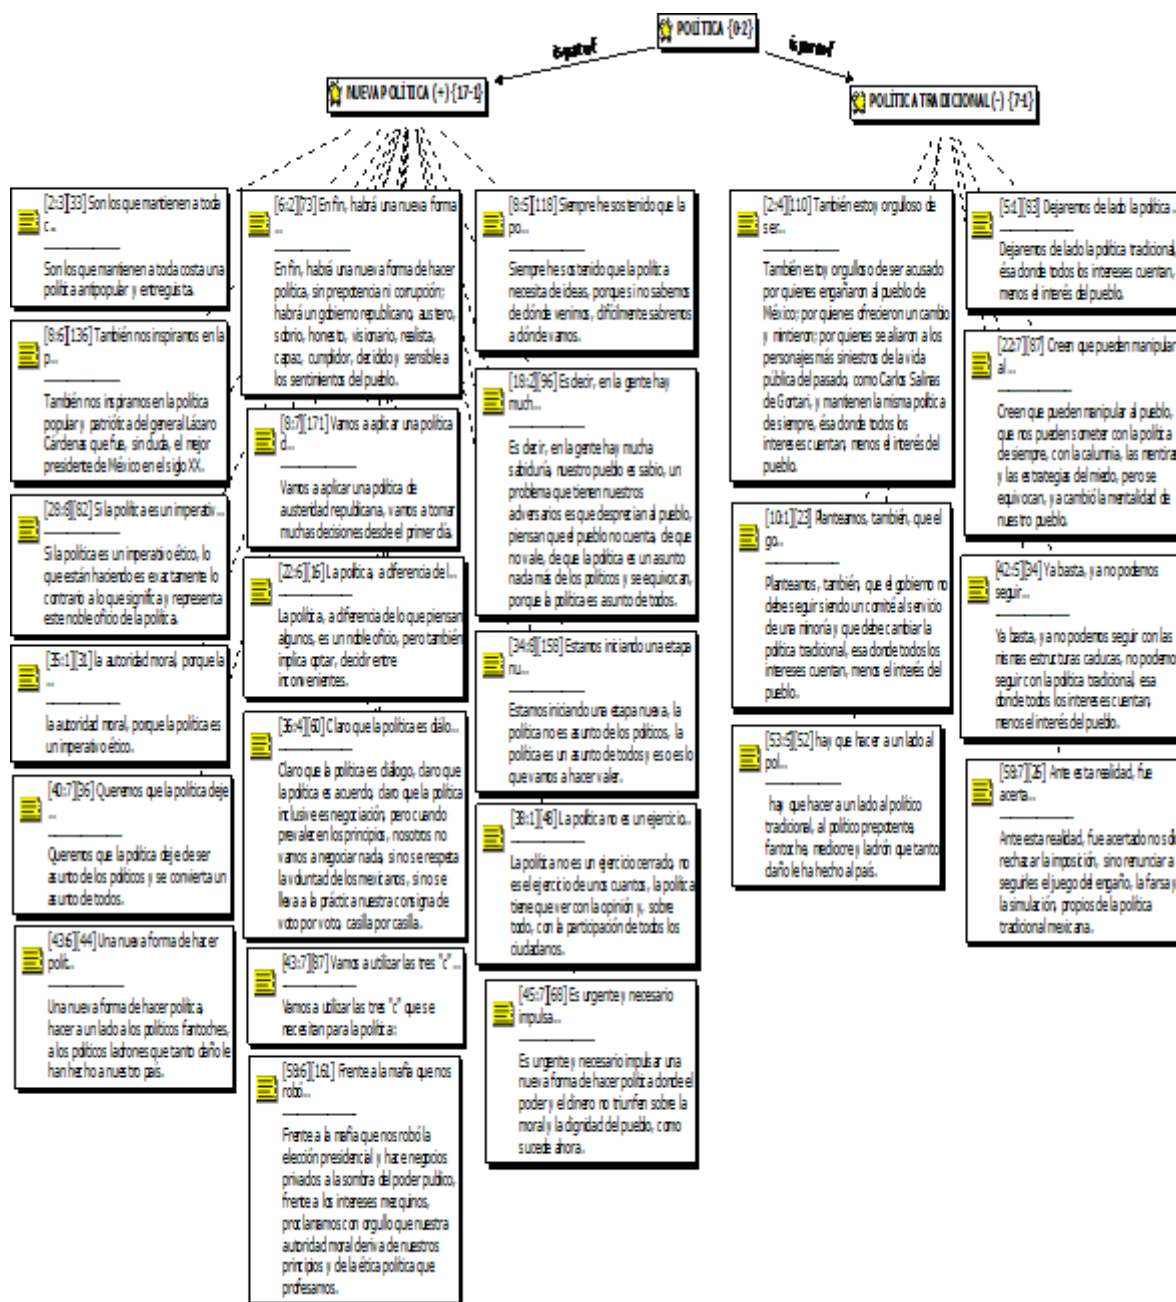 POLÍTICA {0-2}
is part of
is part of
NUEVA POLÍTICA (+) {17-1}
POLÍTICA TRADICIONAL (-) {7-1}
[2:3][33] Son los que mantienen a toda
c...
Son los que mantienen a toda costa una
política antipopular y entreguista.
[8:6][136] También nos inspiramos en la
p...
También nos inspiramos en la política
popular y patriótica del general Lázaro
Cárdenas que fue, sin duda, el mejor
presidente de México en el siglo XX.
[28:8][82] Si la política es un imperativ...
Si la política es un imperativo ético, lo
que están haciendo es exactamente lo
contrario a lo que significa y representa
este noble oficio de la política.
[35:1][31] la autoridad moral, porque la
...
la autoridad moral, porque la política es
un imperativo ético.
[40:7][36] Queremos que la política deje
...
Queremos que la política deje de ser
asunto de los políticos y se convierta un
asunto de todos.
[43:6][44] Una nueva forma de hacer
polít...
Una nueva forma de hacer política,
hacer a un lado a los políticos fantoches,
a los políticos ladrones que tanto daño le
han hecho a nuestro país.
[6:2][73] En fin, habrá una nueva forma
...
En fin, habrá una nueva forma de hacer
política, sin prepotencia ni corrupción;
habrá un gobierno republicano, austero,
sobrio, honesto, visionario, realista,
capaz, cumplidor, decidido y sensible a
los sentimientos del pueblo.
[8:7][171] Vamos a aplicar una política
d...
Vamos a aplicar una política de
austeridad republicana, vamos a tomar
muchas decisiones desde el primer día.
[22:6][16] La política, a diferencia de l...
La política, a diferencia de lo que piensan
algunos, es un noble oficio, pero también
implica optar, decidir entre
inconvenientes.
[36:4][60] Claro que la política es diálo...
Claro que la política es diálogo, claro que
la política es acuerdo, claro que la política
inclusive es negociación, pero cuando
prevalecen los principios, nosotros no
vamos a negociar nada, si no se respeta
la voluntad de los mexicanos, si no se
lleva a la práctica nuestra consigna de
voto por voto, casilla por casilla.
[43:7][87] Vamos a utilizar las tres "c" ...
Vamos a utilizar las tres "c" que se
necesitan para la política:
[58:6][161] Frente a la mafia que nos
robó...
Frente a la mafia que nos robó la
elección presidencial y hace negocios
privados a la sombra del poder publico,
frente a los intereses mezquinos,
proclamamos con orgullo que nuestra
autoridad moral deriva de nuestros
principios y de la ética política que
profesamos.
[8:5][118] Siempre he sostenido que la
po...
Siempre he sostenido que la política
necesita de ideas, porque si no sabemos
de dónde venimos, difícilmente sabremos
a dónde vamos.
[18:2][96] Es decir, en la gente hay
much...
Es decir, en la gente hay mucha
sabiduría, nuestro pueblo es sabio, un
problema que tienen nuestros
adversarios es que desprecian al pueblo,
piensan que el pueblo no cuenta, de que
no vale, de que la política es un asunto
nada más de los políticos y se equivocan,
porque la política es asunto de todos.
[34:8][158] Estamos iniciando una etapa
nu...
Estamos iniciando una etapa nueva, la
política no es asunto de los políticos, la
política es un asunto de todos y eso es lo
que vamos a hacer valer.
[38:1][48] La política no es un ejercicio...
La política no es un ejercicio cerrado, no
es el ejercicio de unos cuantos, la política
tiene que ver con la opinión y, sobre
todo, con la participación de todos los
ciudadanos.
[45:7][68] Es urgente y necesario
impulsa...
Es urgente y necesario impulsar una
nueva forma de hacer política donde el
poder y el dinero no triunfen sobre la
moral y la dignidad del pueblo, como
sucede ahora.
[2:4][110] También estoy orgulloso de
ser...
También estoy orgulloso de ser acusado
por quienes engañaron al pueblo de
México; por quienes ofrecieron un cambio
y mintieron; por quienes se aliaron a los
personajes más siniestros de la vida
pública del pasado, como Carlos Salinas
de Gortari, y mantienen la misma política
de siempre, ésa donde todos los
intereses cuentan, menos el interés del
pueblo.
[10:1][23] Planteamos, también, que el
go...
Planteamos, también, que el gobierno no
debe seguir siendo un comité al servicio
de una minoría y que debe cambiar la
política tradicional, esa donde todos los
intereses cuentan, menos el interés del
pueblo.
[53:5][52] hay que hacer a un lado al
pol...
hay que hacer a un lado al político
tradicional, al político prepotente,
fantoche, mediocre y ladrón que tanto
daño le ha hecho al país.
[5:1][83] Dejaremos de lado la política ...
Dejaremos de lado la política tradicional,
ésa donde todos los intereses cuentan,
menos el interés del pueblo.
[22:7][87] Creen que pueden manipular
al...
Creen que pueden manipular al pueblo,
que nos pueden someter con la política
de siempre, con la calumnia, las mentiras
y las estrategias del miedo, pero se
equivocan, ya cambió la mentalidad de
nuestro pueblo.
[42:5][34] Ya basta, ya no podemos
seguir...
Ya basta, ya no podemos seguir con las
mismas estructuras caducas, no podemo
seguir con la política tradicional, esa
donde todos los intereses cuentan,
menos el interés del pueblo.
[58:7][26] Ante esta realidad, fue
acerta...
Ante esta realidad, fue acertado no sólo
rechazar la imposición, sino renunciar a
seguirles el juego del engaño, la farsa y
la simulación, propios de la política
tradicional mexicana.